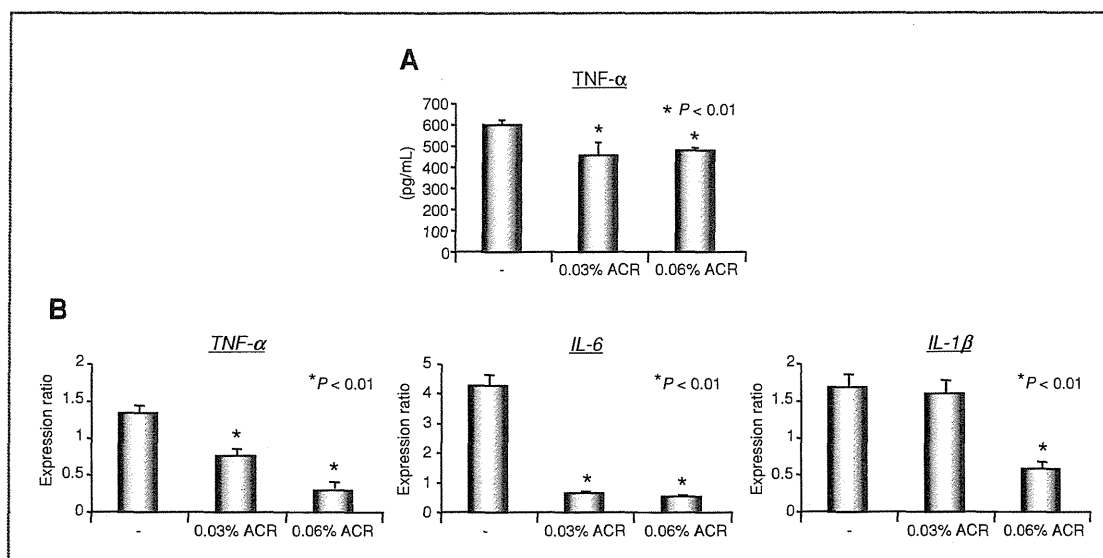 A
TNF-α
700
600
500
400
300
200
100
0
(pg/mL)
* P < 0.01
*
*
-
0.03% ACR
0.06% ACR
B
TNF-α
2
1.5
1
0.5
0
Expression ratio
*P < 0.01
*
*
-
0.03% ACR
0.06% ACR
IL-6
5
4
3
2
1
0
Expression ratio
*P < 0.01
*
*
-
0.03% ACR
0.06% ACR
IL-1β
2
1.5
1
0.5
0
Expression ratio
*P < 0.01
*
-
0.03% ACR
0.06% ACR